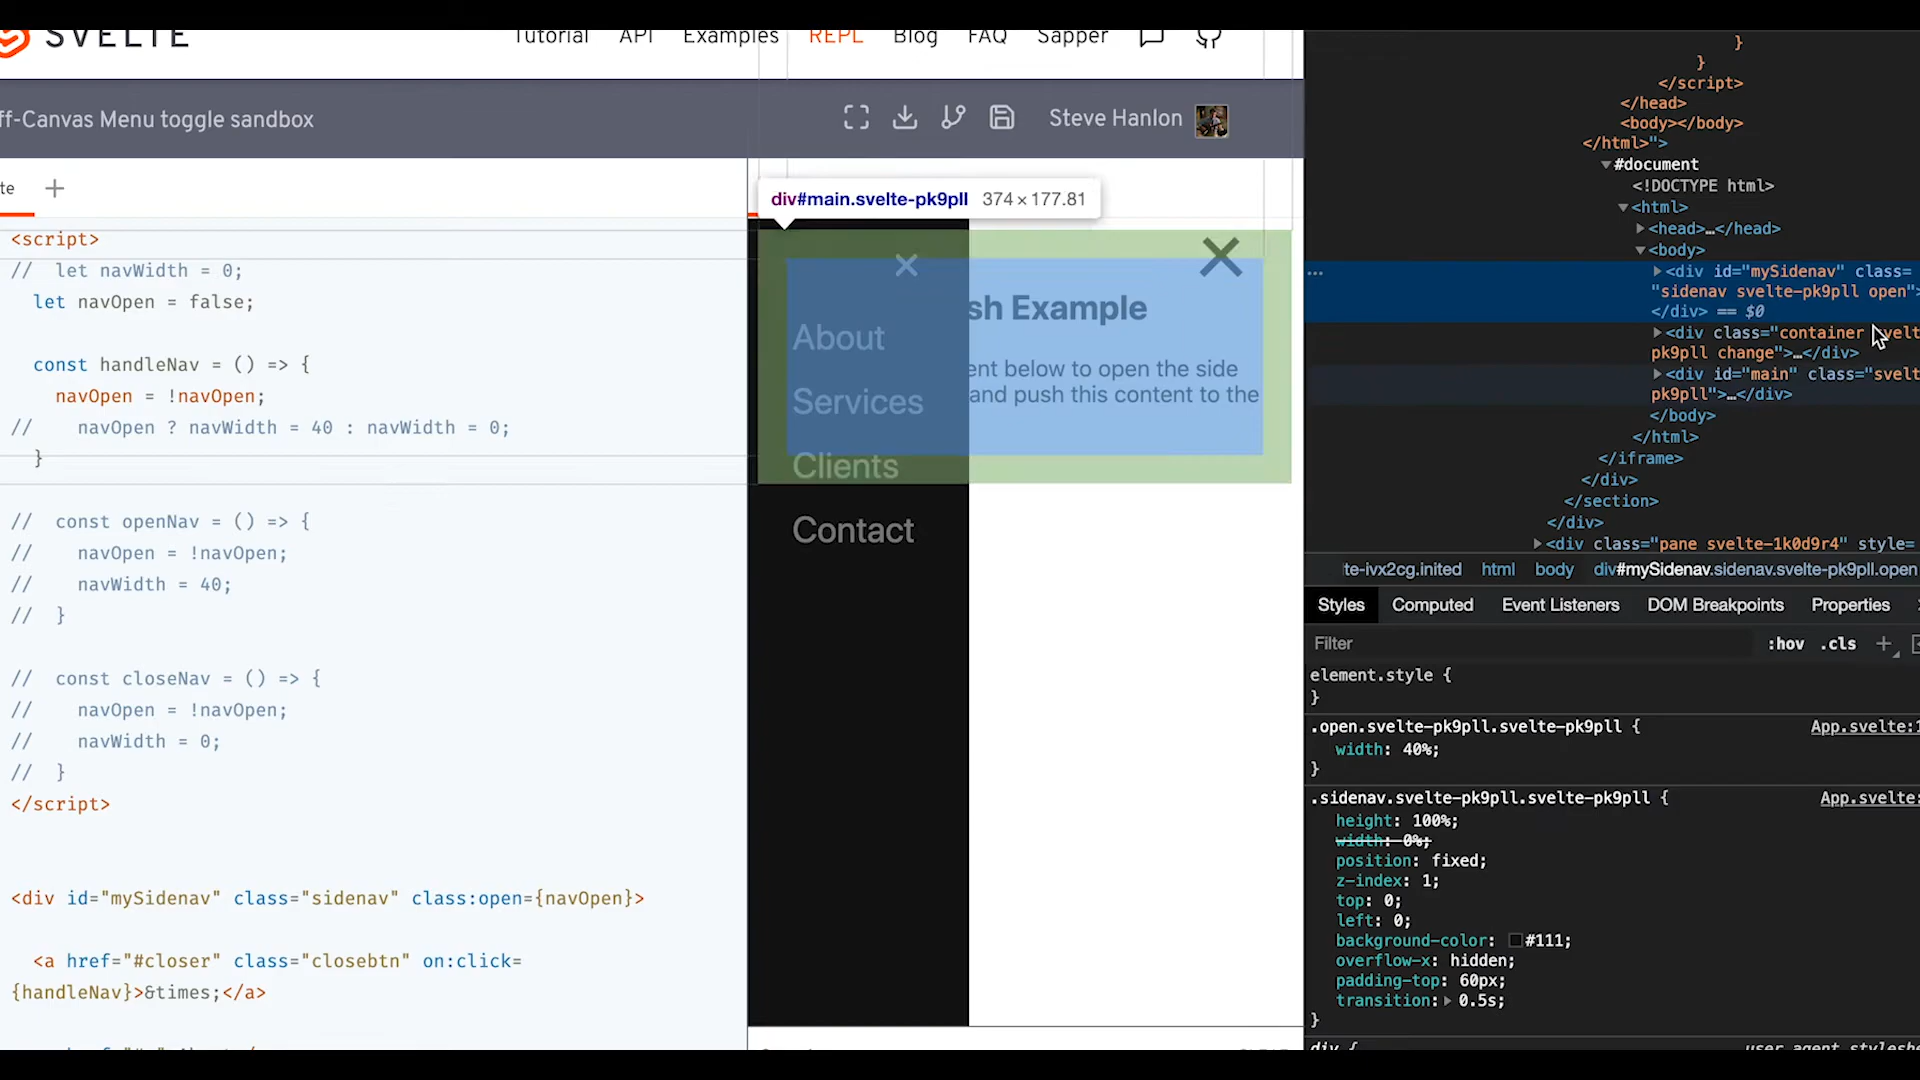 SVELTE
Tutorial API Examples REPL Blog FAQ Sapper
ff-Canvas Menu toggle sandbox
Steve Hanlon
te +
<script>
//  let navWidth = 0;
let navOpen = false;
const handleNav = () => {
navOpen = !navOpen;
//    navOpen ? navWidth = 40 : navWidth = 0;
}
//  const openNav = () => {
//    navOpen = !navOpen;
//    navWidth = 40;
//  }
//  const closeNav = () => {
//    navOpen = !navOpen;
//    navWidth = 0;
//  }
</script>
<div id="mySidenav" class="sidenav" class:open={navOpen}>
<a href="#closer" class="closebtn" on:click=
{handleNav}>&times;</a>
div#main.svelte-pk9pll 374 × 177.81
×
sh Example
About
ent below to open the side
and push this content to the
Services
Clients
Contact
}
}
</script>
</head>
<body></body>
</html>">
▼#document
<!DOCTYPE html>
▼<html>
▶<head>…</head>
▼<body>
… ▶<div id="mySidenav" class=
"sidenav svelte-pk9pll open">
</div> == $0
▶<div class="container svelt
pk9pll change">…</div>
▶<div id="main" class="svelt
pk9pll">…</div>
</body>
</html>
</iframe>
</div>
</section>
</div>
▶<div class="pane svelte-1k0d9r4" style=
te-ivx2cg.inited html body div#mySidenav.sidenav.svelte-pk9pll.open
Styles Computed Event Listeners DOM Breakpoints Properties
Filter :hov .cls +
element.style {
}
.open.svelte-pk9pll.svelte-pk9pll { App.svelte:1
width: 40%;
}
.sidenav.svelte-pk9pll.svelte-pk9pll { App.svelte:
height: 100%;
width: 0%;
position: fixed;
z-index: 1;
top: 0;
left: 0;
background-color: #111;
overflow-x: hidden;
padding-top: 60px;
transition:▶ 0.5s;
}
div { user agent styleshe